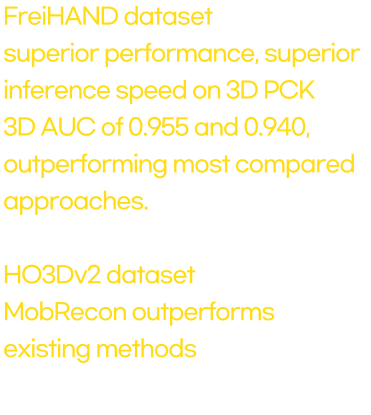 FreiHAND dataset
superior performance, superior
inference speed on 3D PCK
3D AUC of 0.955 and 0.940,
outperforming most compared
approaches.
HO3Dv2 dataset
MobRecon outperforms
existing methods